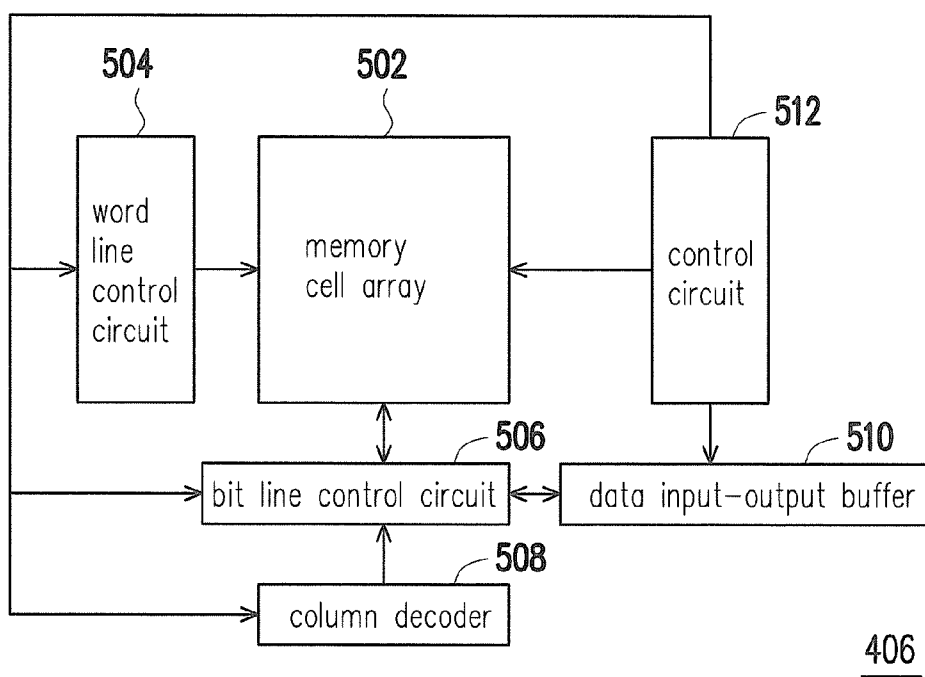 504
502
512
word
line
control
circuit
memory
cell array
control
circuit
506
510
bit line control circuit
data input-output buffer
508
column decoder
406